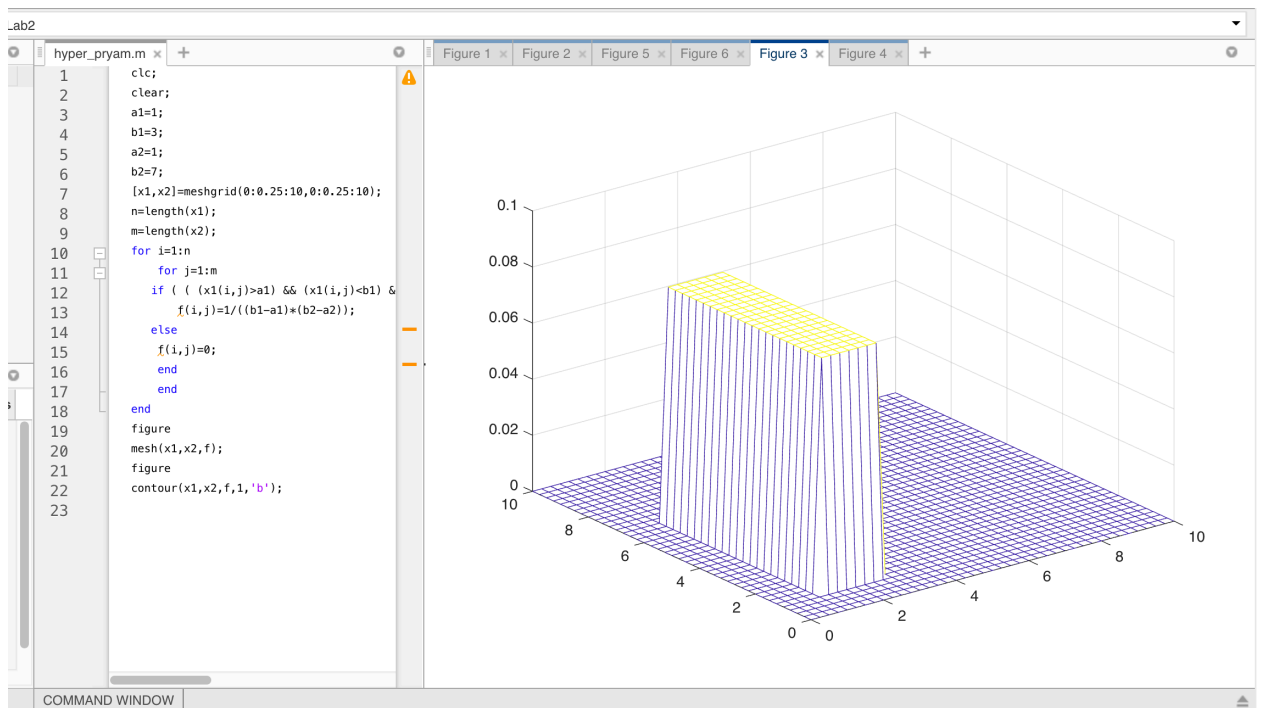 Lab2
hyper_pryam.m × +
Figure 1 × Figure 2 × Figure 5 × Figure 6 × Figure 3 × Figure 4 × +
1 clc;
2 clear;
3 a1=1;
4 b1=3;
5 a2=1;
6 b2=7;
7 [x1,x2]=meshgrid(0:0.25:10,0:0.25:10);
8 n=length(x1);
9 m=length(x2);
10 for i=1:n
11 for j=1:m
12 if ( ( (x1(i,j)>a1) && (x1(i,j)<b1) &
13 f(i,j)=1/((b1-a1)*(b2-a2));
14 else
15 f(i,j)=0;
16 end
17 end
18 end
19 figure
20 mesh(x1,x2,f);
21 figure
22 contour(x1,x2,f,1,'b');
23
0.1
0.08
0.06
0.04
0.02
0
10
8
6
4
2
0
0
2
4
6
8
10
COMMAND WINDOW